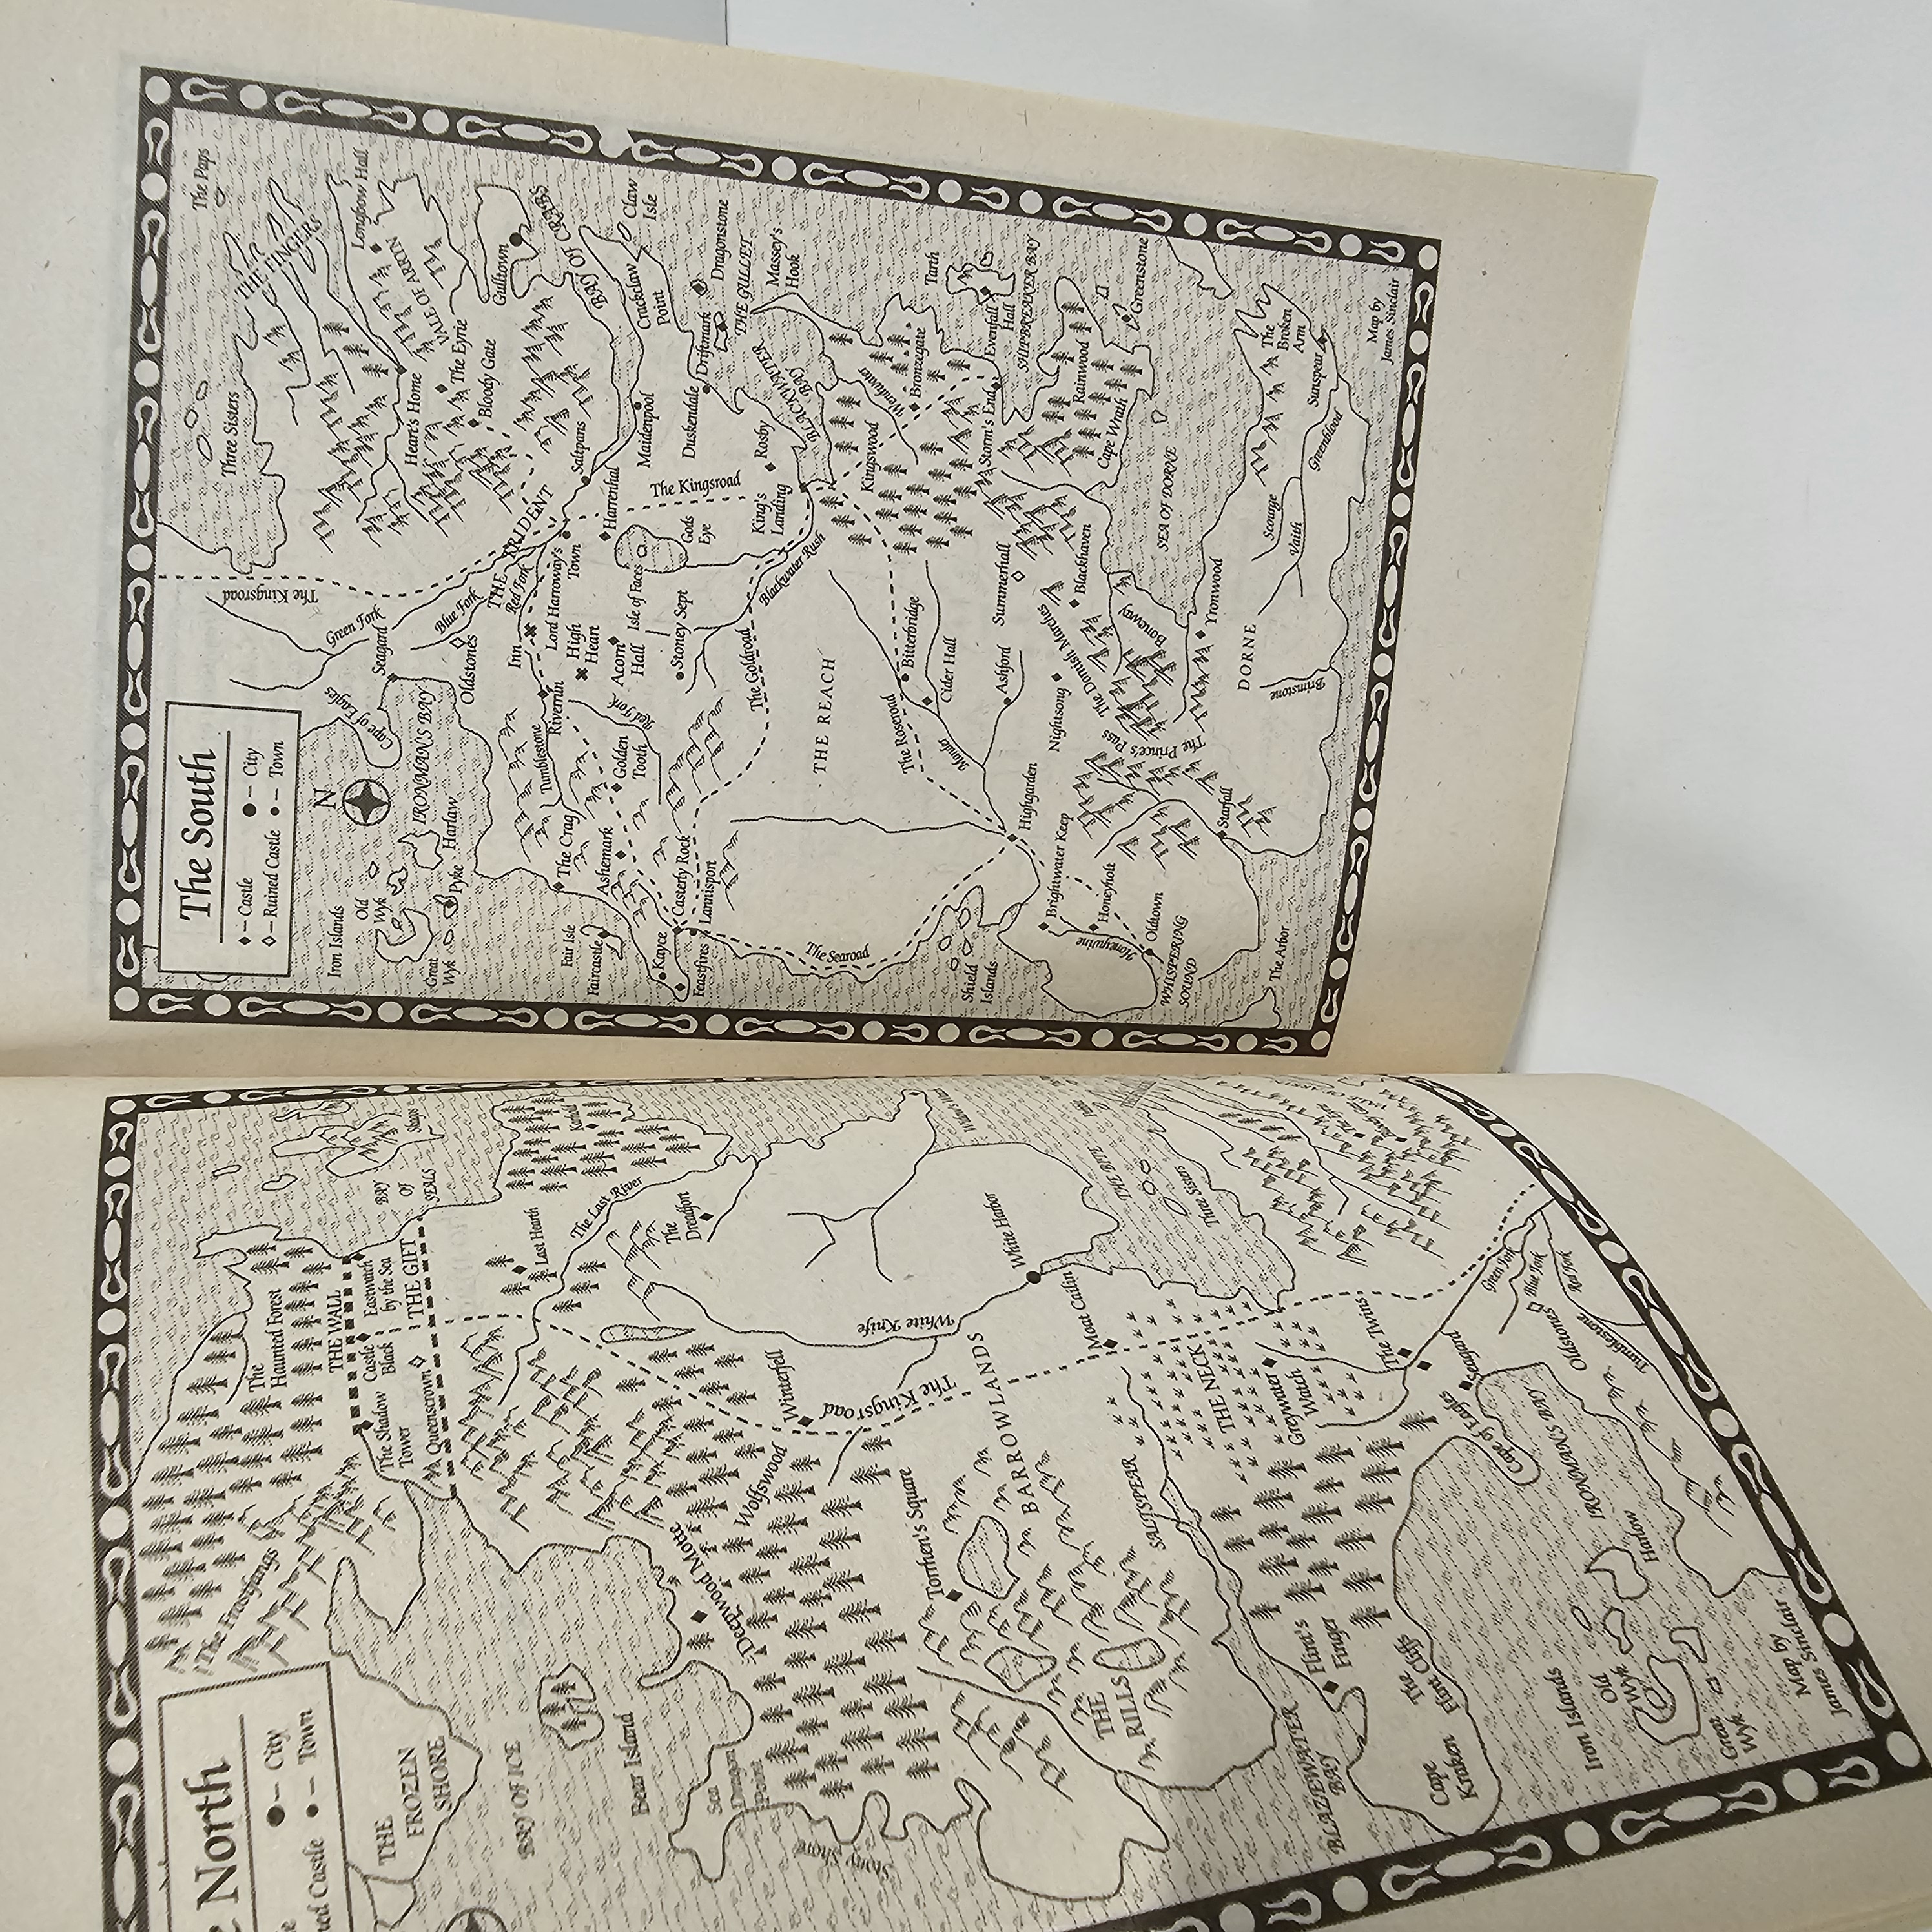 e North
e
●– City
ned Castle
●– Town
The Frostfangs
The
Haunted Forest
THE WALL
The Shadow
Tower
Castle
Black
Eastwatch
by the Sea
THE GIFT
Queenscrown
BAY
OF
SEALS
Skagos
THE
FROZEN
SHORE
BAY OF ICE
Last Hearth
Karhold
The Last River
Bear Island
The
Dreadfort
Sea
Dragon
Point
Deepwood Motte
Wolfswood
Winterfell
Stony Shore
The Kingsroad
White Knife
Torrhen's Square
Widow's Watch
BARROWLANDS
White Harbor
Moat Cailin
THE
RILLS
SALTSPEAR
THE BITE
THE NECK
Three Sisters
Greywater
Watch
BLAZEWATER
BAY
Flint's
Finger
The Eyrie
The Twins
Cape
Kraken
The
Flint Cliffs
Cape of Eagles
Seagard
Green Fork
Blue Fork
Red Fork
Iron Islands
IRONMAN'S BAY
Oldstones
Tumblestone
Old
Wyk
Harlow
Great
Wyk
Map by
James Sinclair
The South
♦– Castle
●– City
◊– Ruined Castle
●– Town
The Kingsroad
Three Sisters
The Paps
THE FINGERS
N
Iron Islands
Old
Wyk
Cape of Eagles
Green Fork
Seagard
Longbow Hall
Heart's Home
VALE OF ARRYN
IRONMAN'S BAY
Great
Wyk
Pyke
Harlaw
Oldstones
Blue Fork
The Eyrie
Bloody Gate
Gulltown
THE TRIDENT
Inn
Red Fork
Tumblestone
Riverrun
Lord Harroway's
Town
The Crag
High
Heart
Saltpans
BAY OF CRABS
Fair Isle
Faircastle
Ashemark
Golden
Tooth
Red Fork
Acorn
Hall
Isle of Faces
Harrenhal
Maidenpool
Crackclaw
Point
Claw
Isle
Kayce
Casterly Rock
Feastfires
Lannisport
Stoney Sept
Gods
Eye
The Kingsroad
Duskendale
Driftmark
Dragonstone
THE GULLET
The Goldroad
King's
Landing
Rosby
Blackwater Rush
BLACKWATER
BAY
Massey's
Hook
The Searoad
THE REACH
Kingswood
Wendwater
The Roseroad
Bitterbridge
Bronzegate
Mander
Cider Hall
Tarth
Shield
Islands
Ashford
Summerhall
Storm's End
Evenfall
Hall
SHIPBREAKER BAY
Highgarden
Brightwater Keep
Nightsong
The Dornish Marches
Blackhaven
Rainwood
Honeywine
Honeyholt
Cape Wrath
The Prince's Pass
Boneway
Greenstone
Oldtown
WHISPERING
SOUND
SEA OF DORNE
Yronwood
Starfall
DORNE
The Arbor
Brimstone
Scourge
Vaith
Greenblood
The
Broken
Arm
Sunspear
Map by
James Sinclair